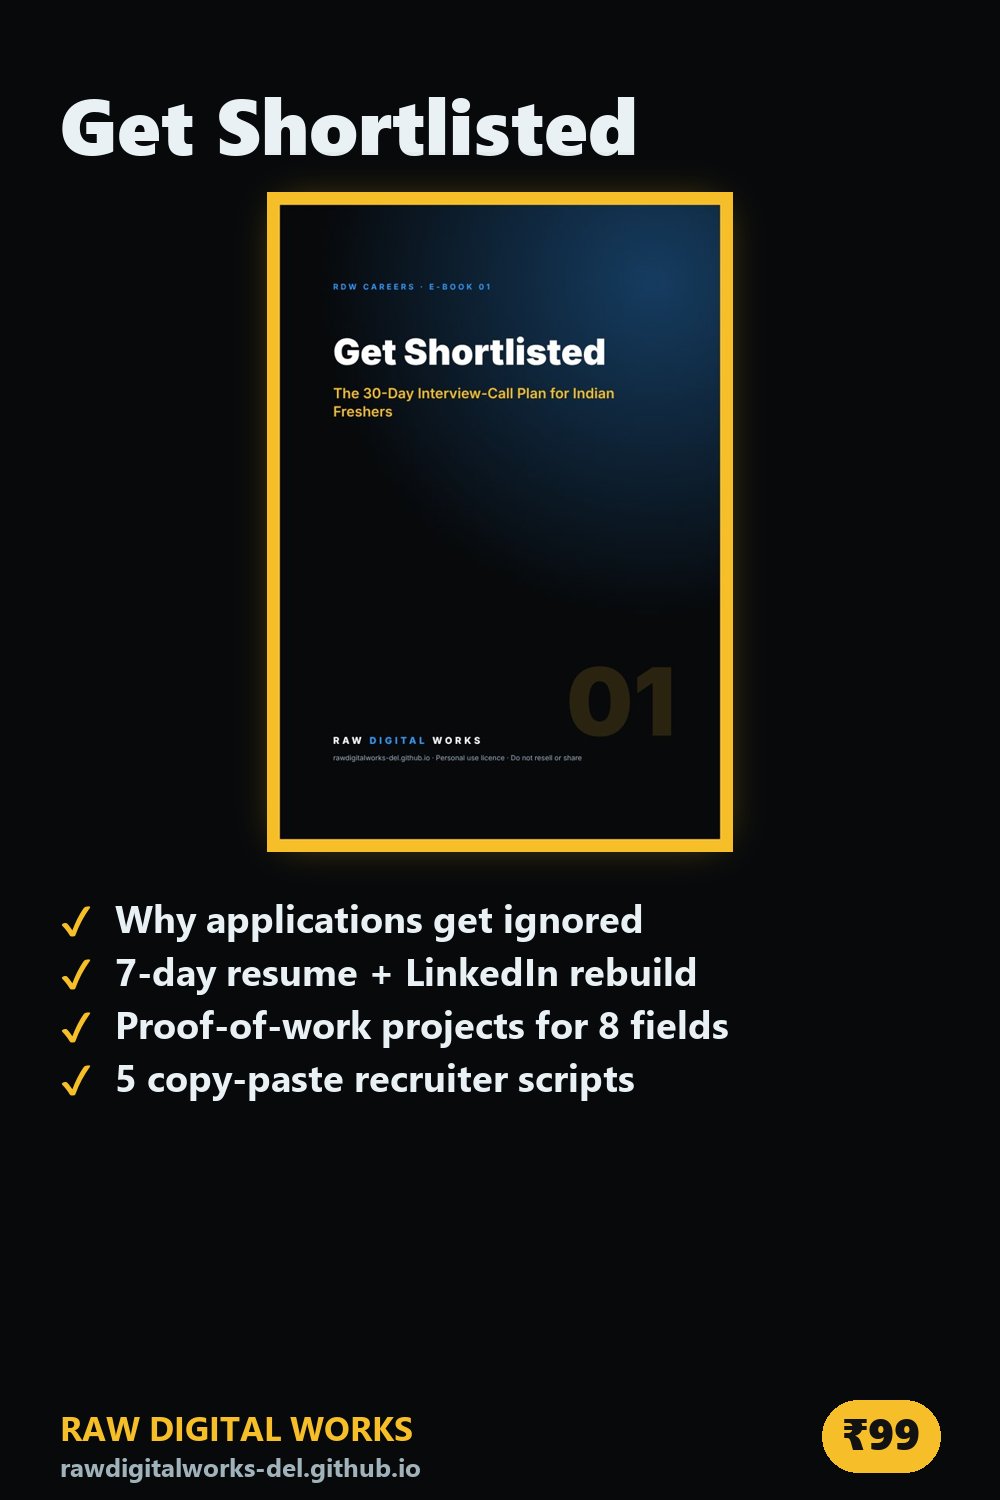 Get Shortlisted
RDW CAREERS · E-BOOK 01
Get Shortlisted
The 30-Day Interview-Call Plan for Indian
Freshers
01
RAW DIGITAL WORKS
rawdigitalworks-del.github.io · Personal use licence · Do not resell or share
✓ Why applications get ignored
✓ 7-day resume + LinkedIn rebuild
✓ Proof-of-work projects for 8 fields
✓ 5 copy-paste recruiter scripts
RAW DIGITAL WORKS
rawdigitalworks-del.github.io
₹99